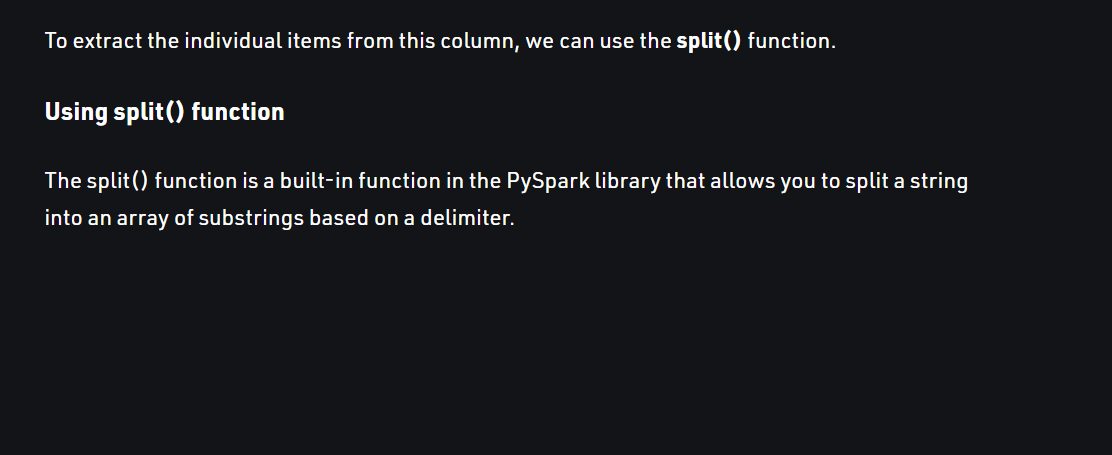 To extract the individual items from this column, we can use the split() function.
Using split() function
The split() function is a built-in function in the PySpark library that allows you to split a string
into an array of substrings based on a delimiter.